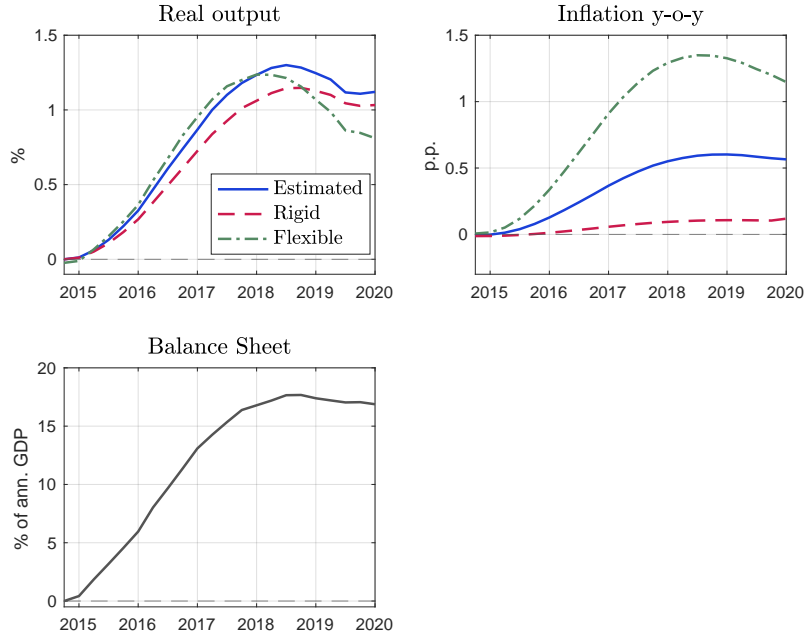 Real output
1.5
1
0.5
0
%
Estimated
Rigid
Flexible
2015 2016 2017 2018 2019 2020
Inflation y-o-y
1.5
1
0.5
0
p.p.
2015 2016 2017 2018 2019 2020
Balance Sheet
20
15
10
5
0
% of ann. GDP
2015 2016 2017 2018 2019 2020